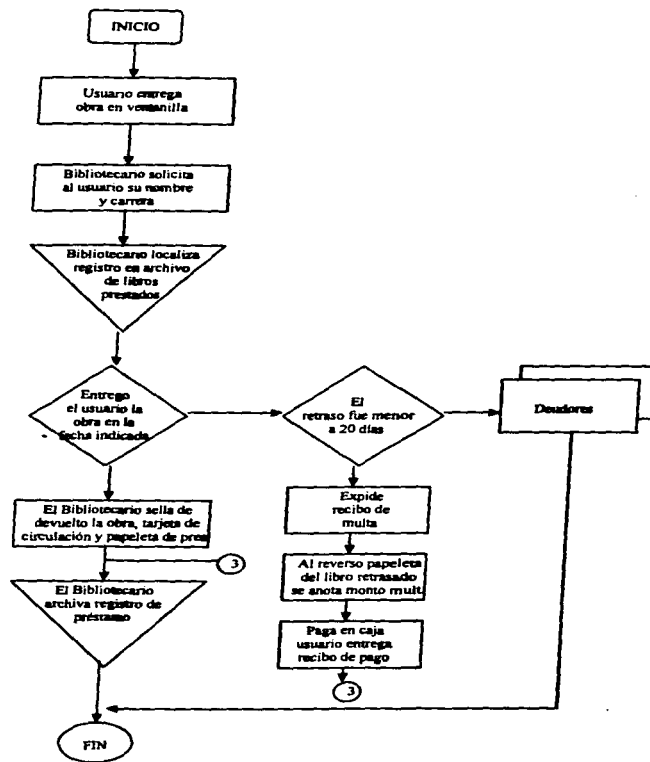 INICIO
Usuario entrega
obra en ventanilla
Bibliotecario solicita
al usuario su nombre
y carrera
Bibliotecario localiza
registro en archivo
de libros
prestados
Entrego
el usuario la
obra en la
fecha indicada
El
retraso fue menor
a 20 días
Deudores
El Bibliotecario sella de
devuelto la obra, tarjeta de
circulación y papeleta de pres
3
El Bibliotecario
archiva registro de
préstamo
Expide
recibo de
multa
Al reverso papeleta
del libro retrasado
se anota monto mult
Paga en caja
usuario entrega
recibo de pago
3
FIN